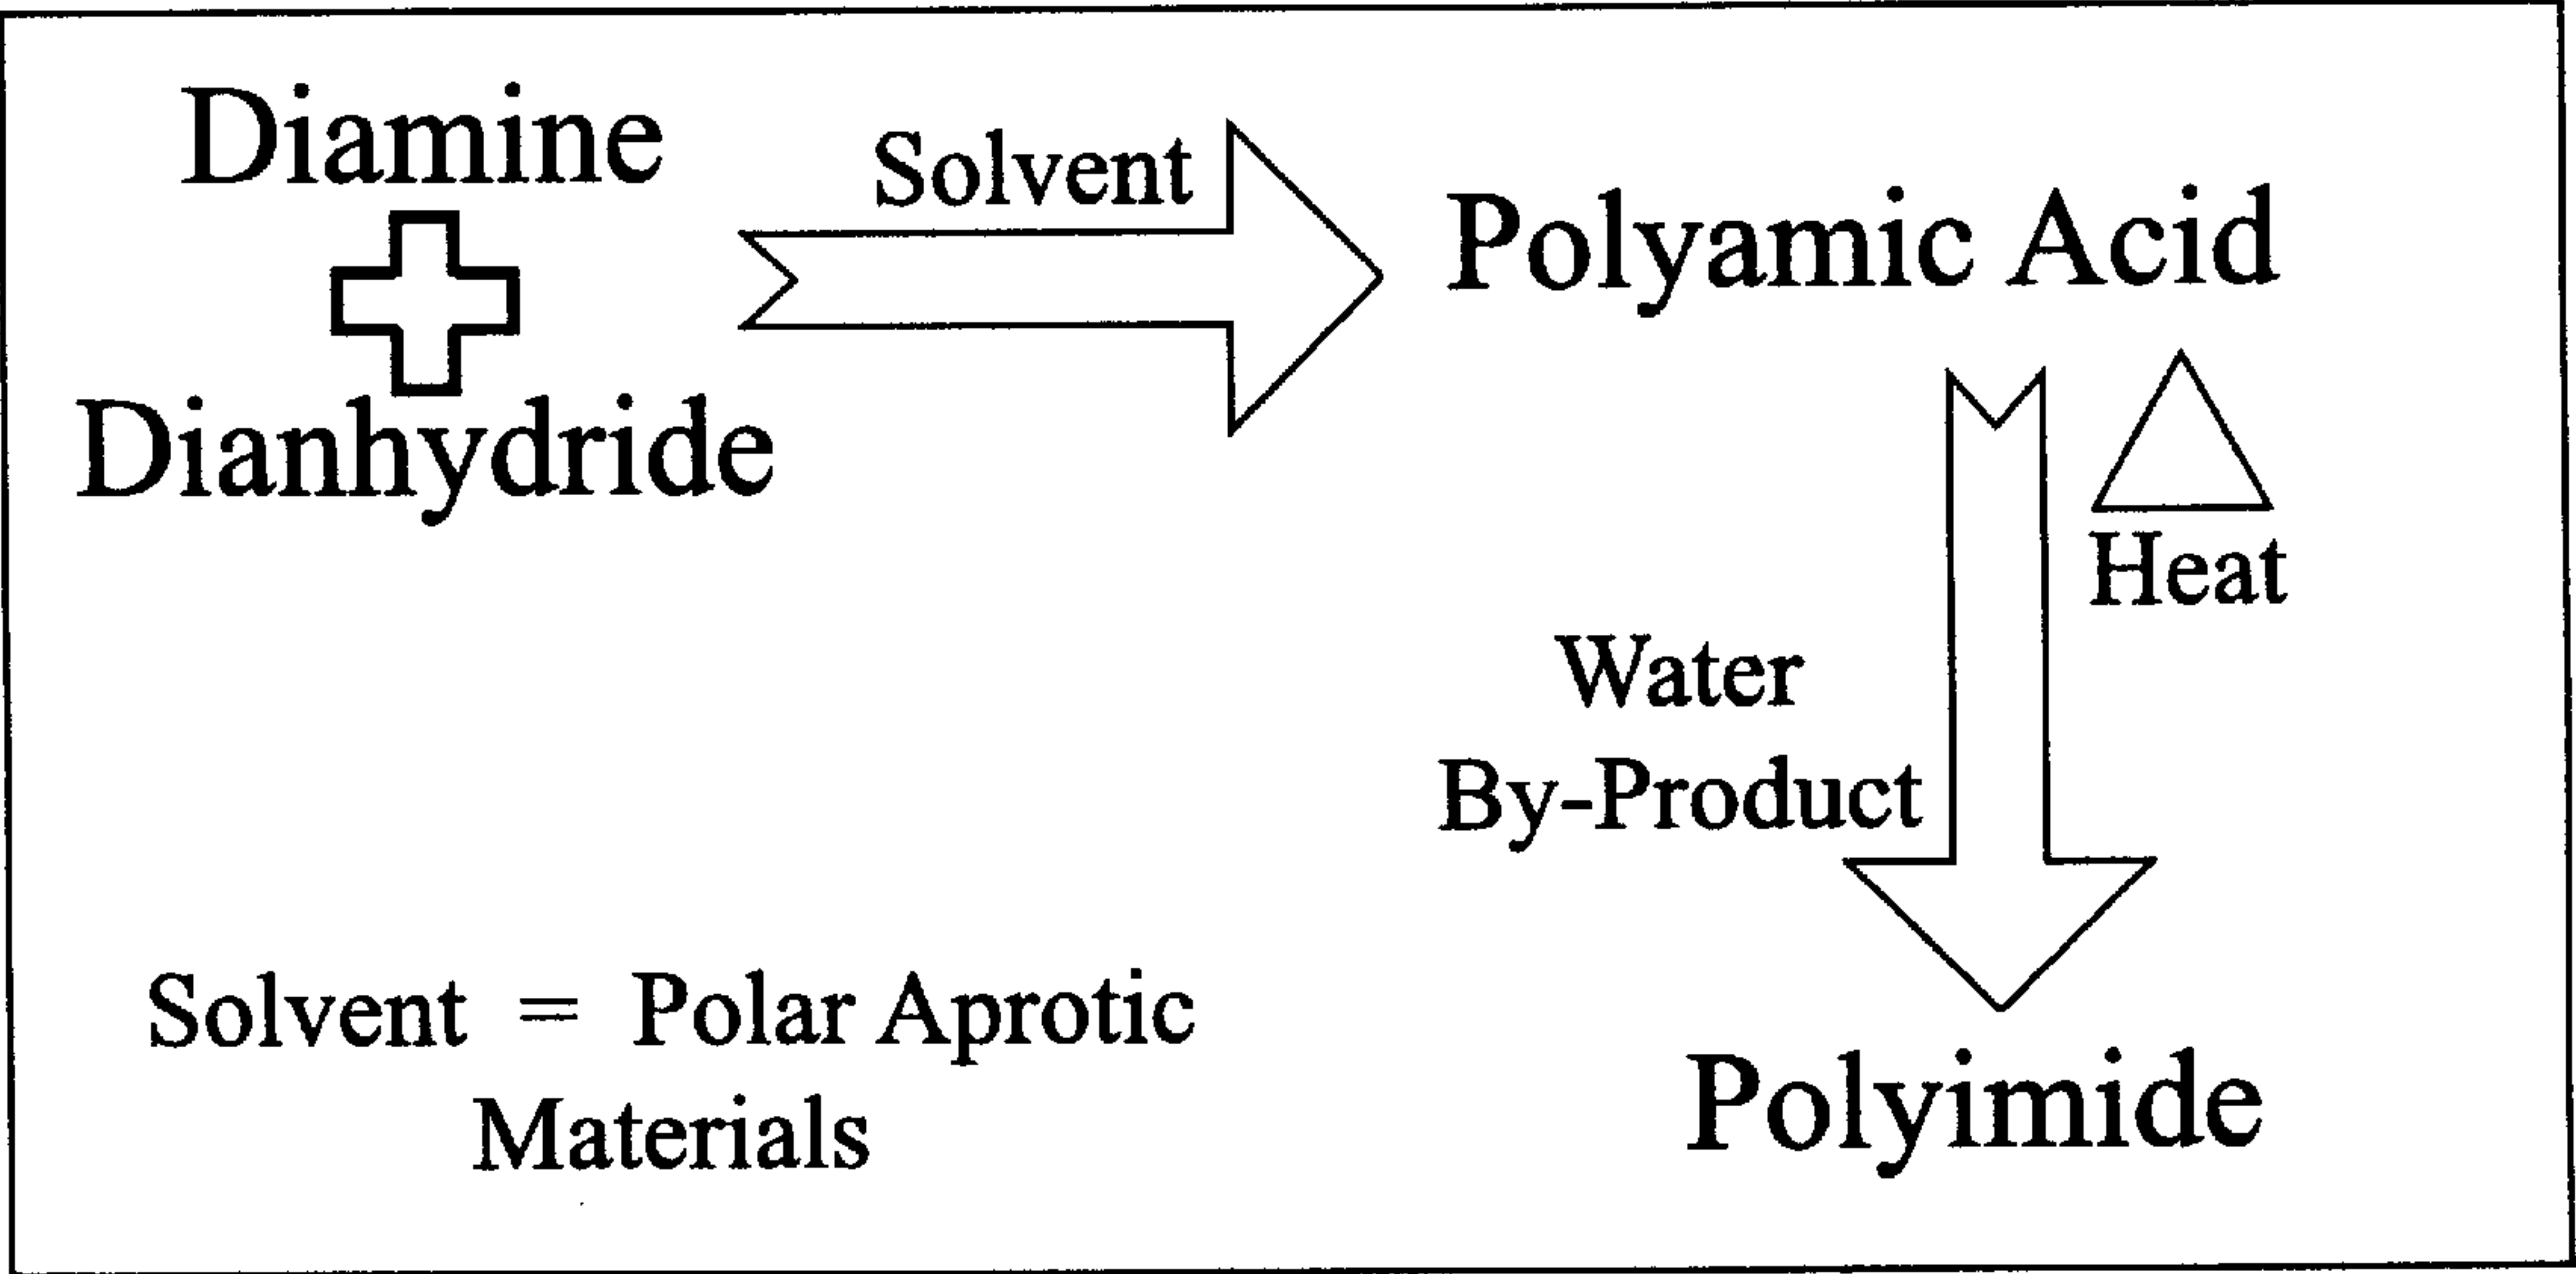 Diamine
Solvent
Polyamic Acid
Dianhydride
Heat
Water
By-Product
Solvent = Polar Aprotic
Materials
Polyimide